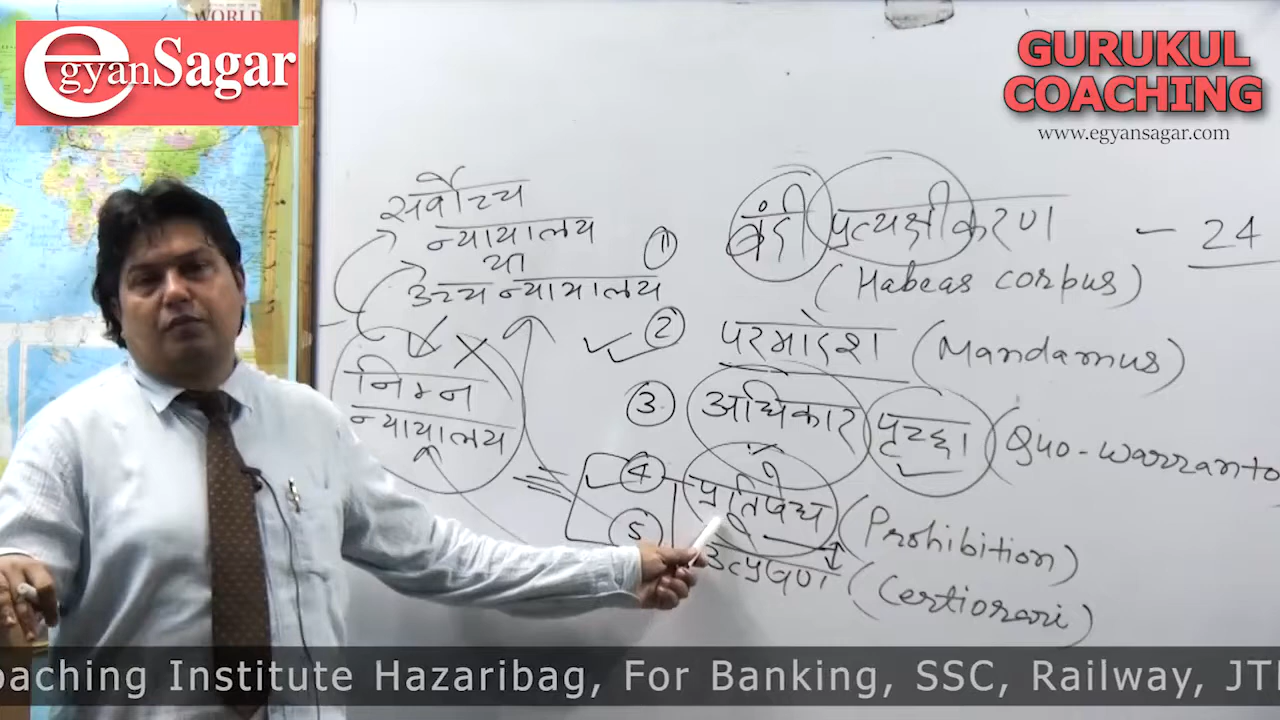 WORLD
egyanSagar
GURUKUL
COACHING
www.egyansagar.com
सर्वोच्च
न्यायालय
या
उच्च न्यायालय
निम्न
न्यायालय
① बंदी प्रत्यक्षीकरण - 24
(Habeas corpus)
② परमादेश (Mandamus)
③ अधिकार पृच्छा (Quo-warranto
④ प्रतिषेध (Prohibition)
⑤ उत्प्रेषण (Certiorari)
oaching Institute Hazaribag, For Banking, SSC, Railway, JT